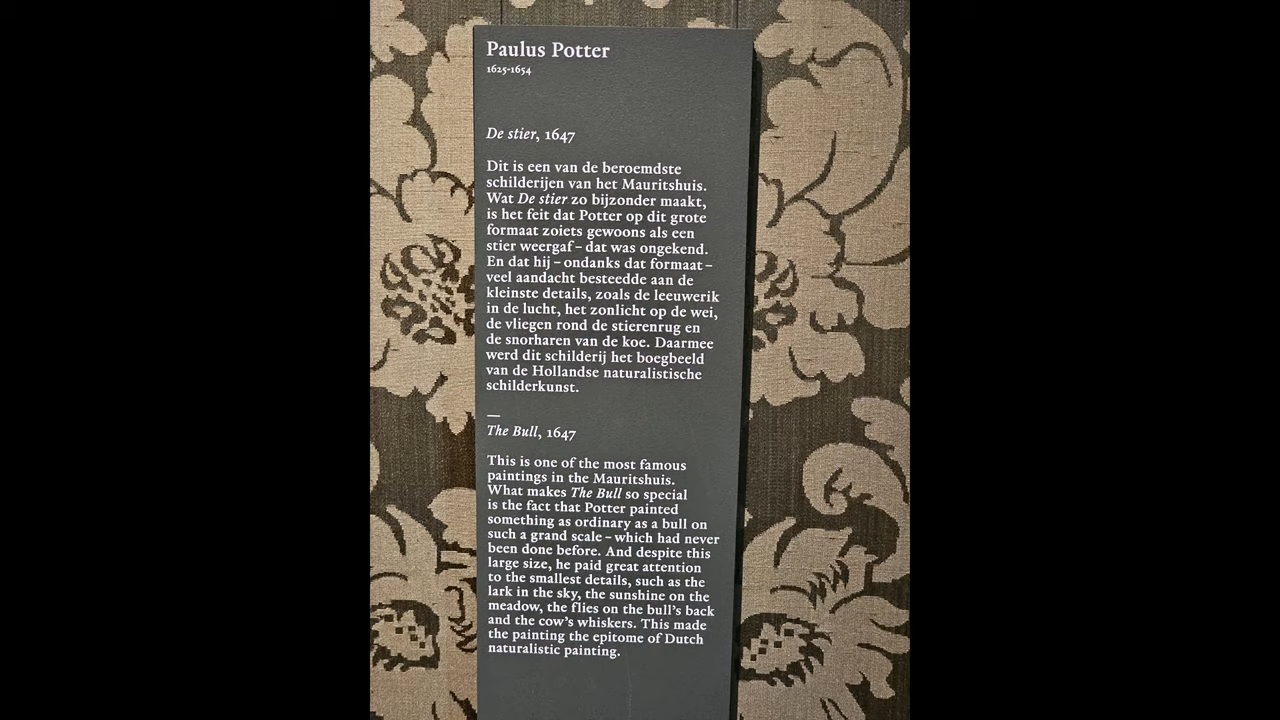 Paulus Potter
1625-1654
De stier, 1647
Dit is een van de beroemdste
schilderijen van het Mauritshuis.
Wat De stier zo bijzonder maakt,
is het feit dat Potter op dit grote
formaat zoiets gewoons als een
stier weergaf – dat was ongekend.
En dat hij – ondanks dat formaat –
veel aandacht besteedde aan de
kleinste details, zoals de leeuwerik
in de lucht, het zonlicht op de wei,
de vliegen rond de stierenrug en
de snorharen van de koe. Daarmee
werd dit schilderij het boegbeeld
van de Hollandse naturalistische
schilderkunst.
—
The Bull, 1647
This is one of the most famous
paintings in the Mauritshuis.
What makes The Bull so special
is the fact that Potter painted
something as ordinary as a bull on
such a grand scale – which had never
been done before. And despite this
large size, he paid great attention
to the smallest details, such as the
lark in the sky, the sunshine on the
meadow, the flies on the bull’s back
and the cow’s whiskers. This made
the painting the epitome of Dutch
naturalistic painting.